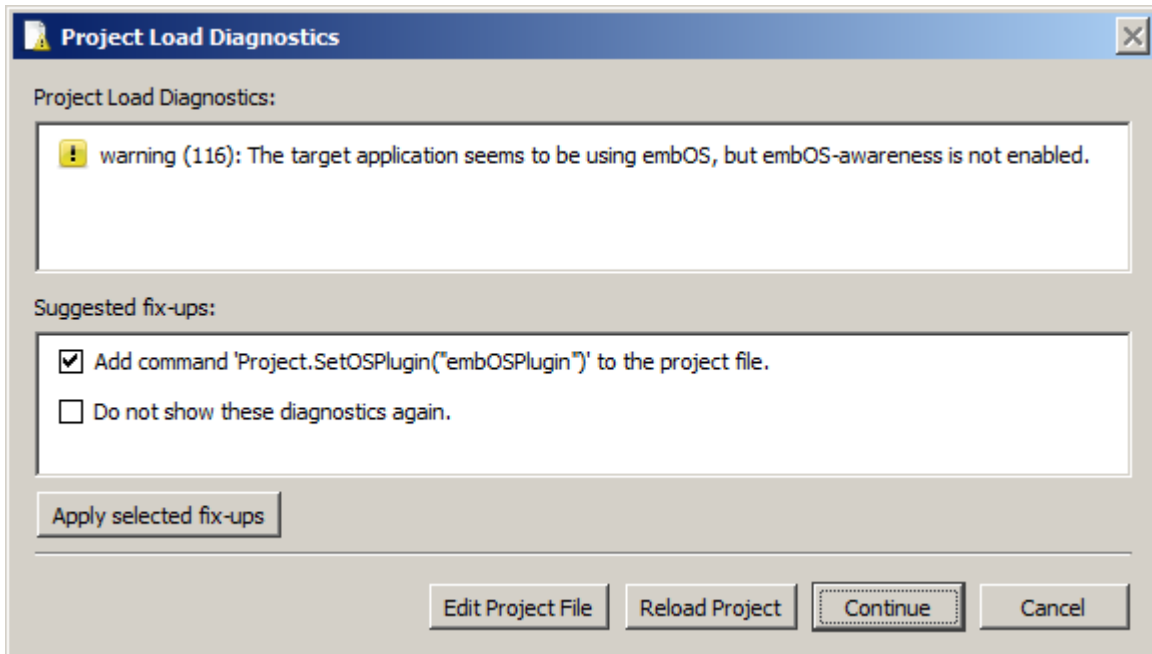 Project Load Diagnostics
Project Load Diagnostics:
warning (116): The target application seems to be using embOS, but embOS-awareness is not enabled.
Suggested fix-ups:
Add command 'Project.SetOSPlugin("embOSPlugin")' to the project file.
Do not show these diagnostics again.
Apply selected fix-ups
Edit Project File Reload Project Continue Cancel